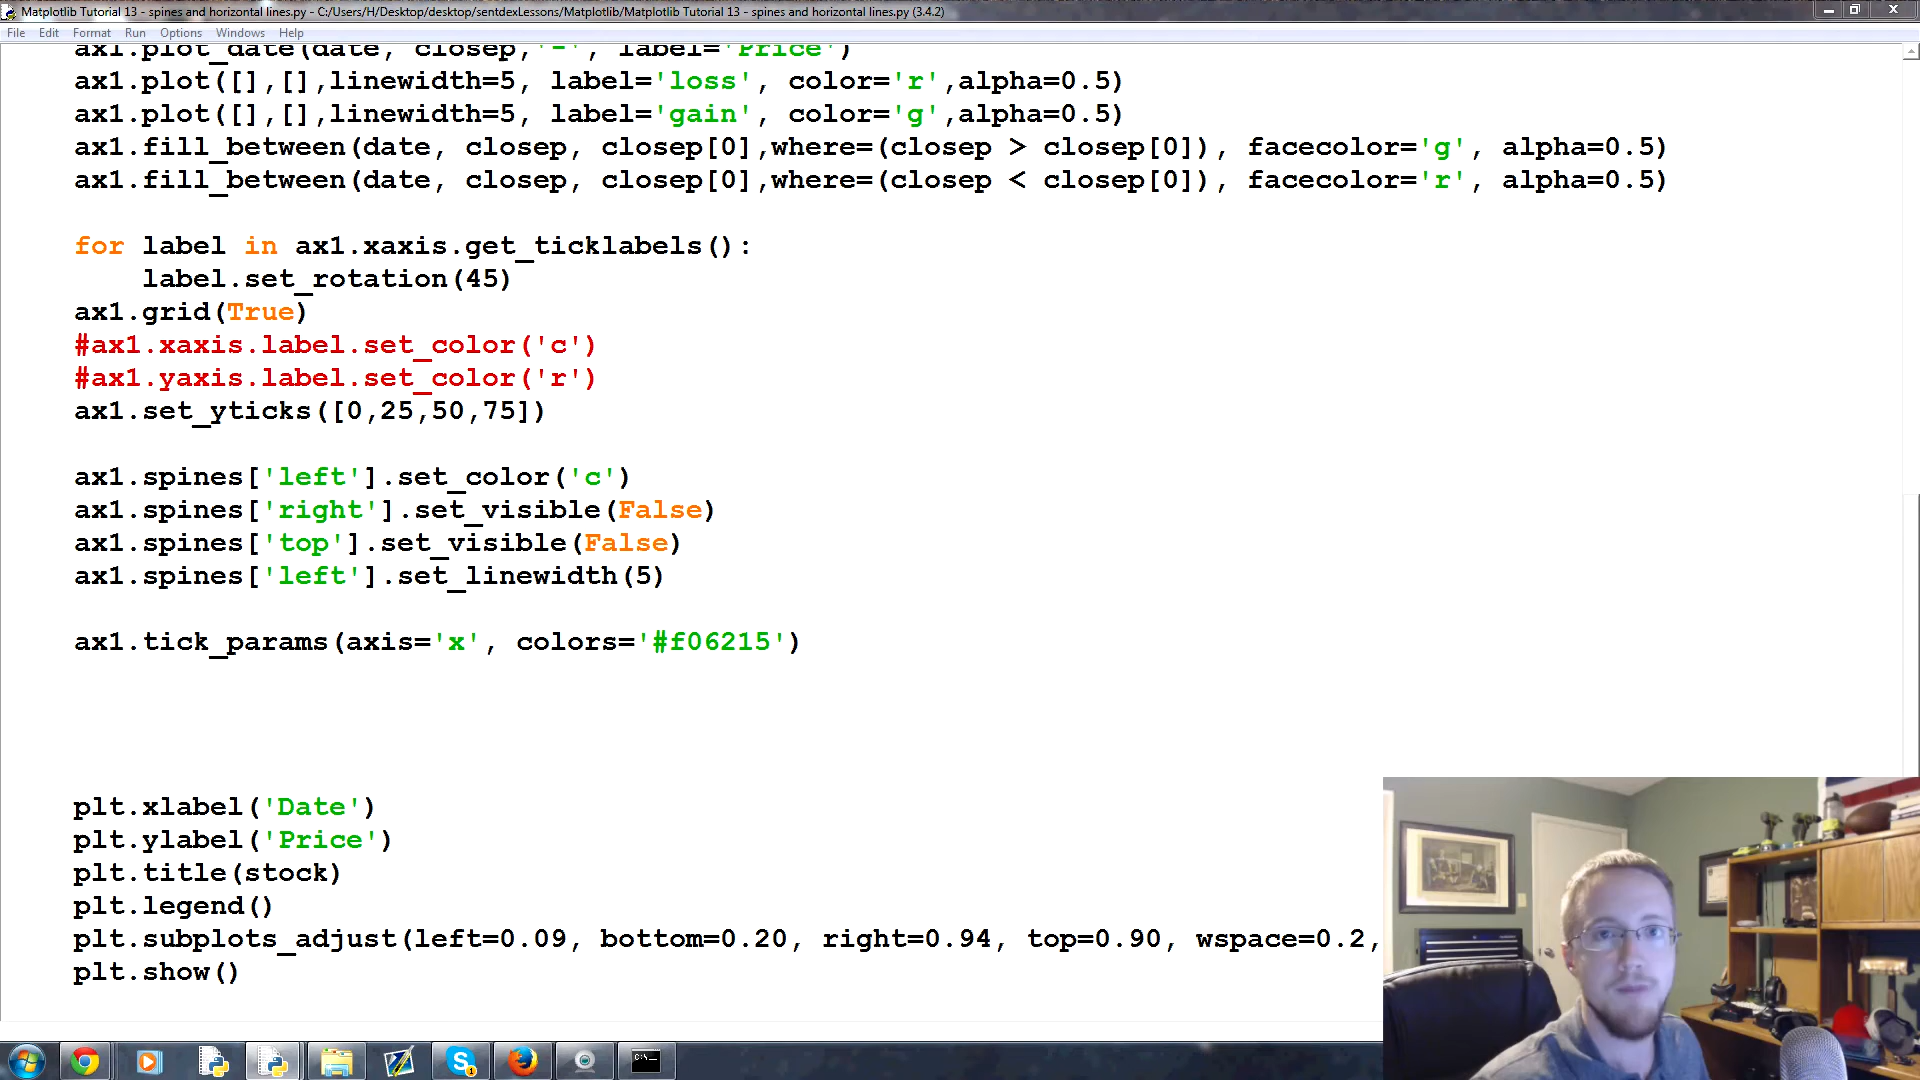 Matplotlib Tutorial 13 - spines and horizontal lines.py - C:/Users/H/Desktop/desktop/sentdexLessons/Matplotlib/Matplotlib Tutorial 13 - spines and horizontal lines.py (3.4.2)
File Edit Format Run Options Windows Help
ax1.plot_date(date, closep,'-', label='Price')
ax1.plot([],[],linewidth=5, label='loss', color='r',alpha=0.5)
ax1.plot([],[],linewidth=5, label='gain', color='g',alpha=0.5)
ax1.fill_between(date, closep, closep[0],where=(closep > closep[0]), facecolor='g', alpha=0.5)
ax1.fill_between(date, closep, closep[0],where=(closep < closep[0]), facecolor='r', alpha=0.5)
for label in ax1.xaxis.get_ticklabels():
label.set_rotation(45)
ax1.grid(True)
#ax1.xaxis.label.set_color('c')
#ax1.yaxis.label.set_color('r')
ax1.set_yticks([0,25,50,75])
ax1.spines['left'].set_color('c')
ax1.spines['right'].set_visible(False)
ax1.spines['top'].set_visible(False)
ax1.spines['left'].set_linewidth(5)
ax1.tick_params(axis='x', colors='#f06215')
plt.xlabel('Date')
plt.ylabel('Price')
plt.title(stock)
plt.legend()
plt.subplots_adjust(left=0.09, bottom=0.20, right=0.94, top=0.90, wspace=0.2,
plt.show()